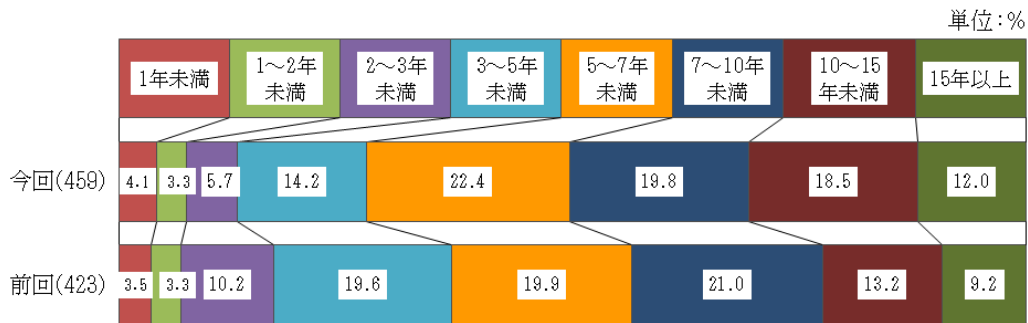 単位:%
1年未満
1～2年
未満
2～3年
未満
3～5年
未満
5～7年
未満
7～10年
未満
10～15
年未満
15年以上
今回(459) 4.1 3.3 5.7 14.2 22.4 19.8 18.5 12.0
前回(423) 3.5 3.3 10.2 19.6 19.9 21.0 13.2 9.2